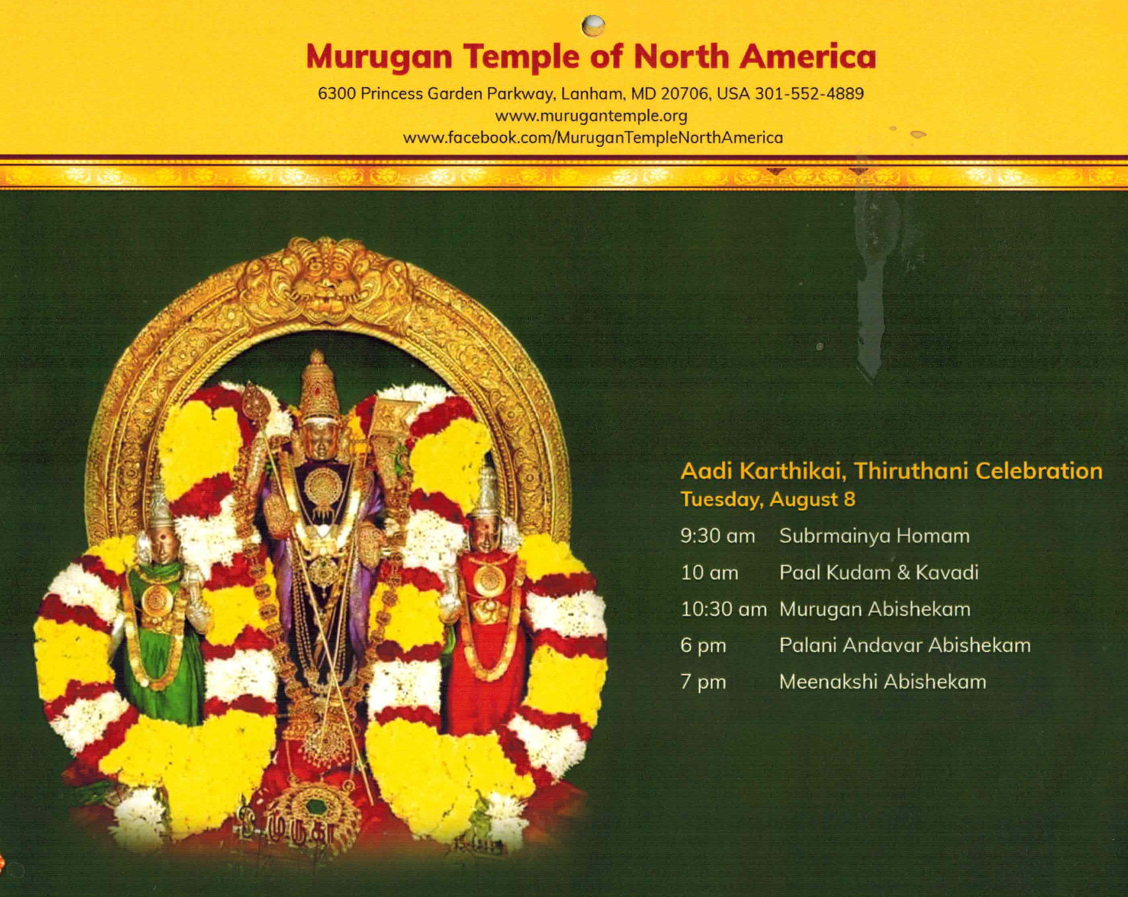 Murugan Temple of North America
6300 Princess Garden Parkway, Lanham, MD 20706, USA 301-552-4889
www.murugantemple.org
www.facebook.com/MuruganTempleNorthAmerica
Aadi Karthikai, Thiruthani Celebration
Tuesday, August 8
9:30 am Subrmainya Homam
10 am Paal Kudam & Kavadi
10:30 am Murugan Abishekam
6 pm Palani Andavar Abishekam
7 pm Meenakshi Abishekam
முருகா